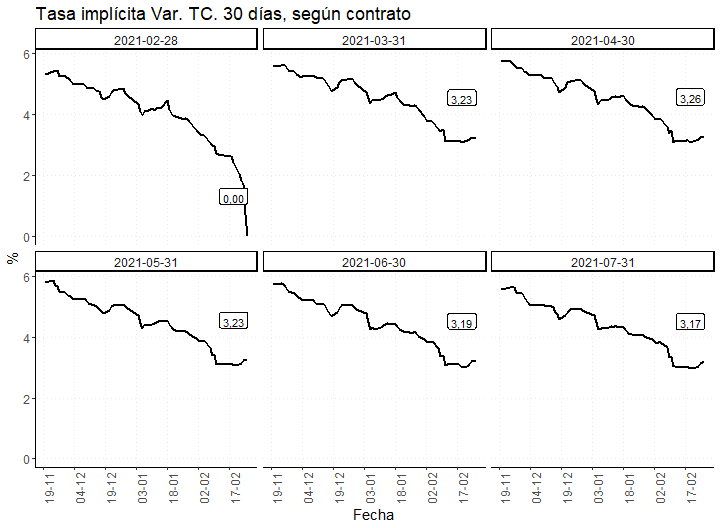 Tasa implícita Var. TC. 30 días, según contrato
2021-02-28 2021-03-31 2021-04-30
6
4
2
0
3,23 3,26
0,00
%
2021-05-31 2021-06-30 2021-07-31
6
4
2
0
3,23 3,19 3,17
19-11 04-12 19-12 03-01 18-01 02-02 17-02 19-11 04-12 19-12 03-01 18-01 02-02 17-02 19-11 04-12 19-12 03-01 18-01 02-02 17-02
Fecha